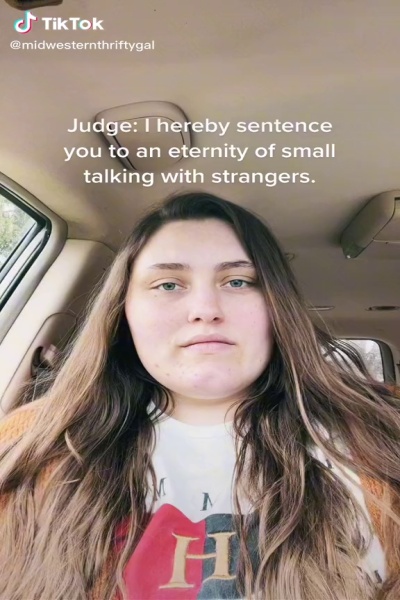 TikTok
@midwesternthriftygal
Judge: I hereby sentence
you to an eternity of small
talking with strangers.
M M
H